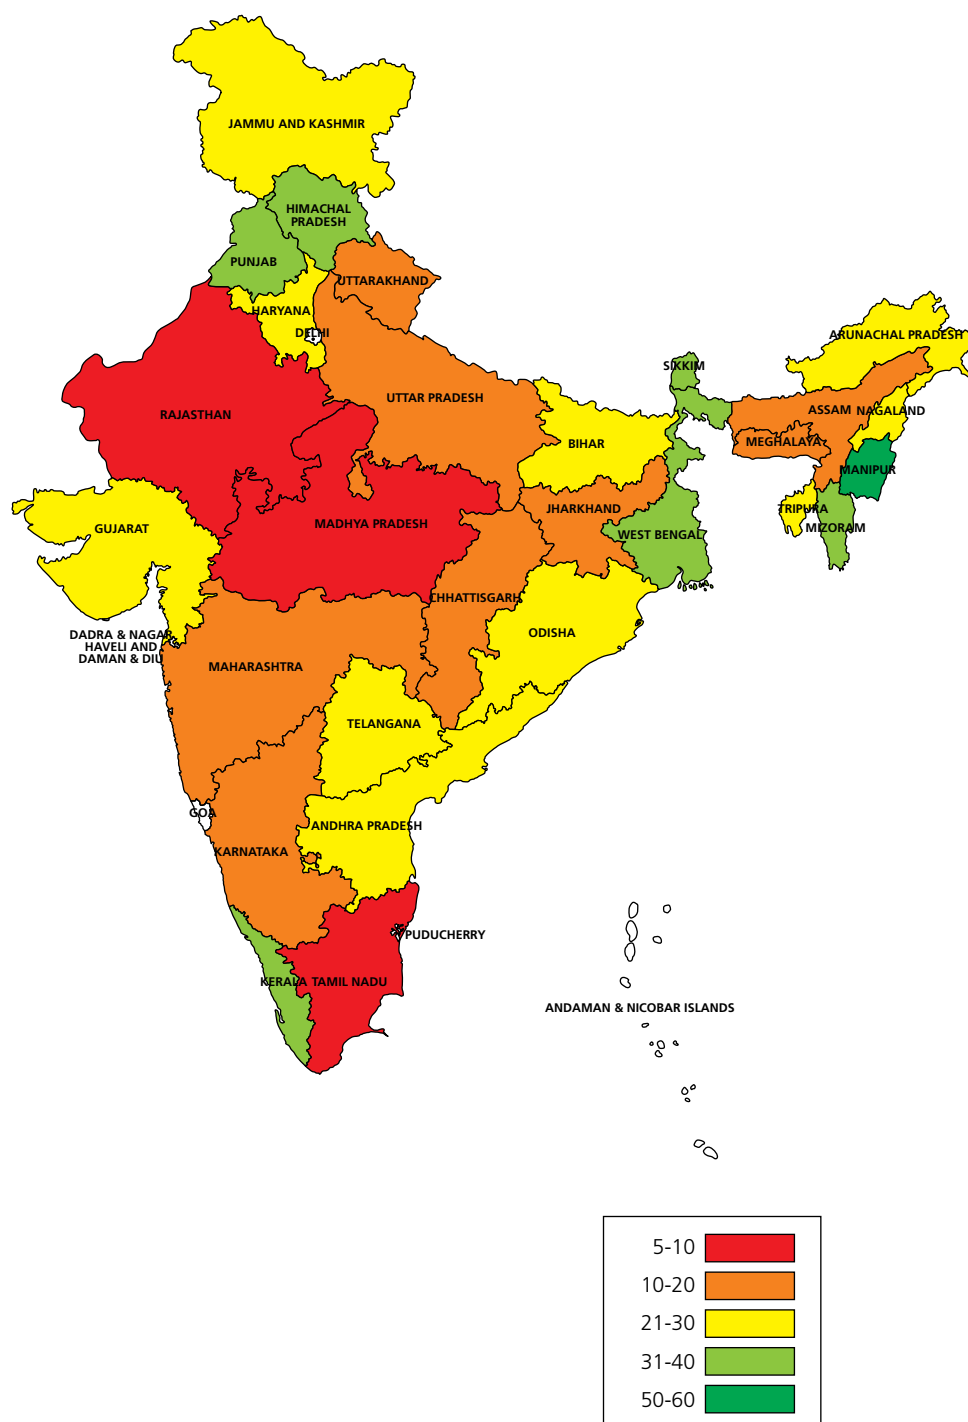 JAMMU AND KASHMIR
HIMACHAL
PRADESH
PUNJAB
UTTARAKHAND
HARYANA
DELHI
ARUNACHAL PRADESH
SIKKIM
UTTAR PRADESH
RAJASTHAN
ASSAM
NAGALAND
BIHAR
MEGHALAYA
MANIPUR
JHARKHAND
TRIPURA
MADHYA PRADESH
GUJARAT
MIZORAM
WEST BENGAL
CHHATTISGARH
ODISHA
DADRA & NAGAR
HAVELI AND
DAMAN & DIU
MAHARASHTRA
TELANGANA
GOA
ANDHRA PRADESH
KARNATAKA
PUDUCHERRY
KERALA
TAMIL NADU
ANDAMAN & NICOBAR ISLANDS
5-10
10-20
21-30
31-40
50-60